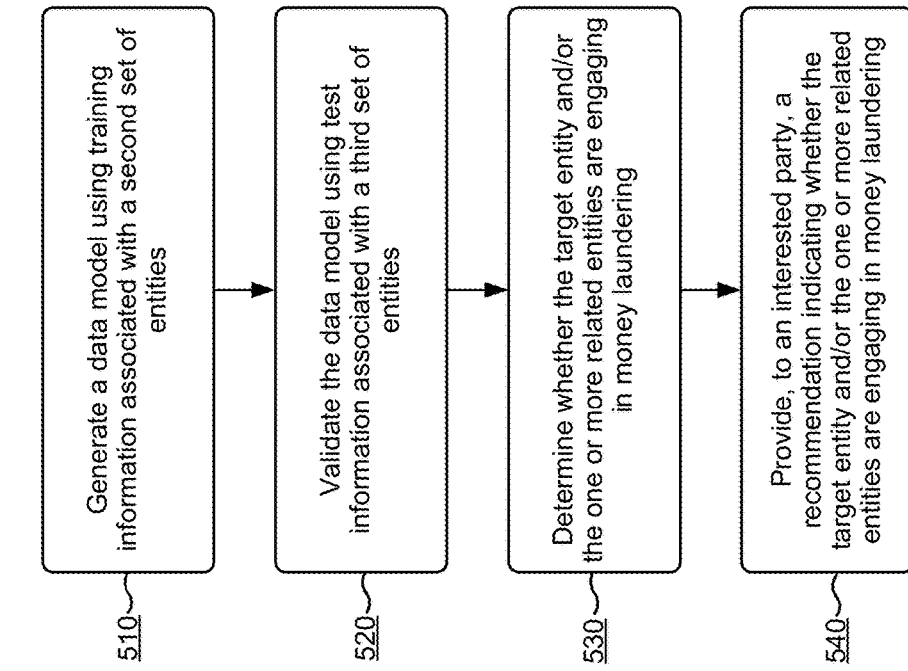 510
Generate a data model using training
information associated with a second set of
entities
520
Validate the data model using test
information associated with a third set of
entities
530
Determine whether the target entity and/or
the one or more related entities are engaging
in money laundering
540
Provide, to an interested party, a
recommendation indicating whether the
target entity and/or the one or more related
entities are engaging in money laundering